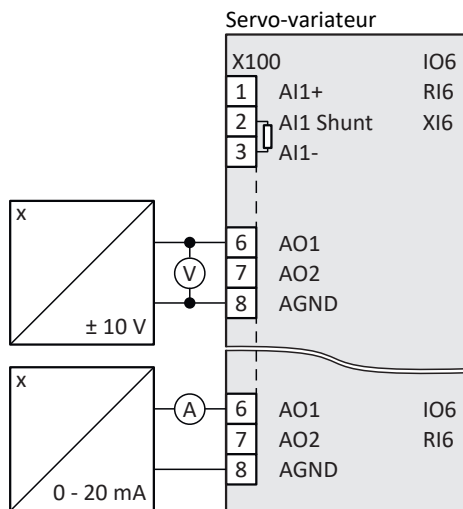 Servo-variateur
X100 IO6
1 AI1+ RI6
2 AI1 Shunt XI6
3 AI1-
x
6 AO1
V 7 AO2
8 AGND
± 10 V
x
A 6 AO1 IO6
7 AO2 RI6
8 AGND
0 - 20 mA